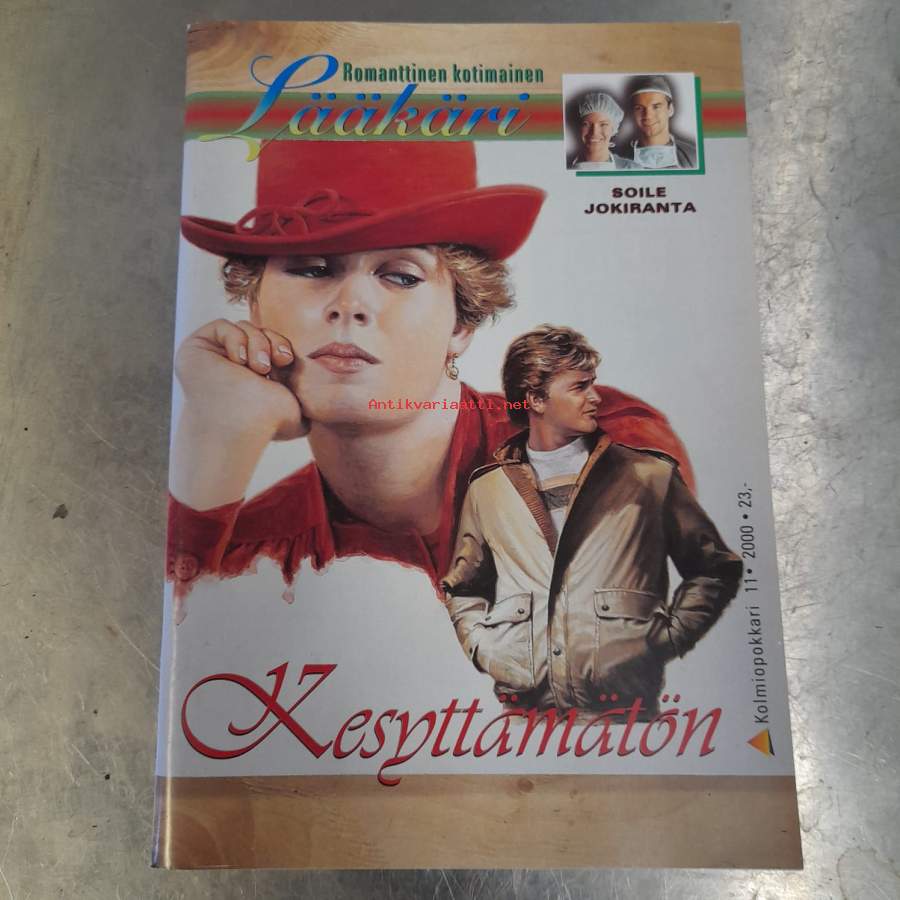 Romanttinen kotimainen
Lääkäri
SOILE
JOKIRANTA
Antikvariaatti.net
Kesyttämätön
Kolmiopokkari 11 • 2000 • 23,-